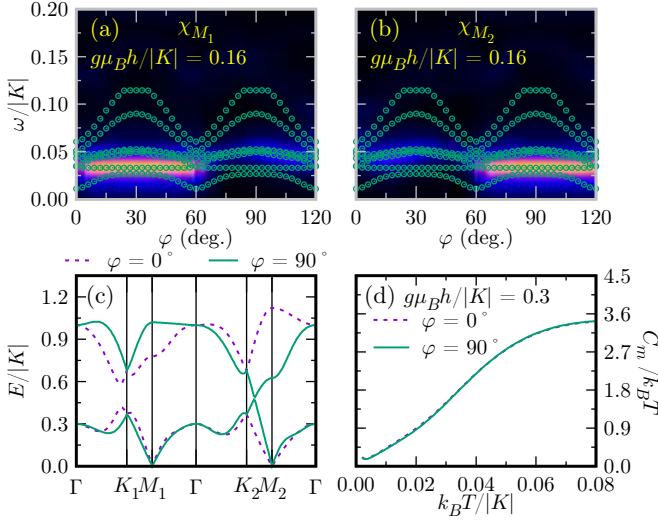 (a) χ_{M_1}
gμ_B h/|K| = 0.16
ω/|K|
0.20
0.15
0.10
0.05
0.00
0 30 60 90 120
φ (deg.)
(b) χ_{M_2}
gμ_B h/|K| = 0.16
0 30 60 90 120
φ (deg.)
φ = 0° φ = 90°
(c)
E/|K|
1.2
0.9
0.6
0.3
0.0
Γ K_1 M_1 Γ K_2 M_2 Γ
(d) gμ_B h/|K| = 0.3
φ = 0°
φ = 90°
4.5
3.6
2.7
1.8
0.9
0.0
C_m/k_B T
0.00 0.02 0.04 0.06 0.08
k_B T/|K|